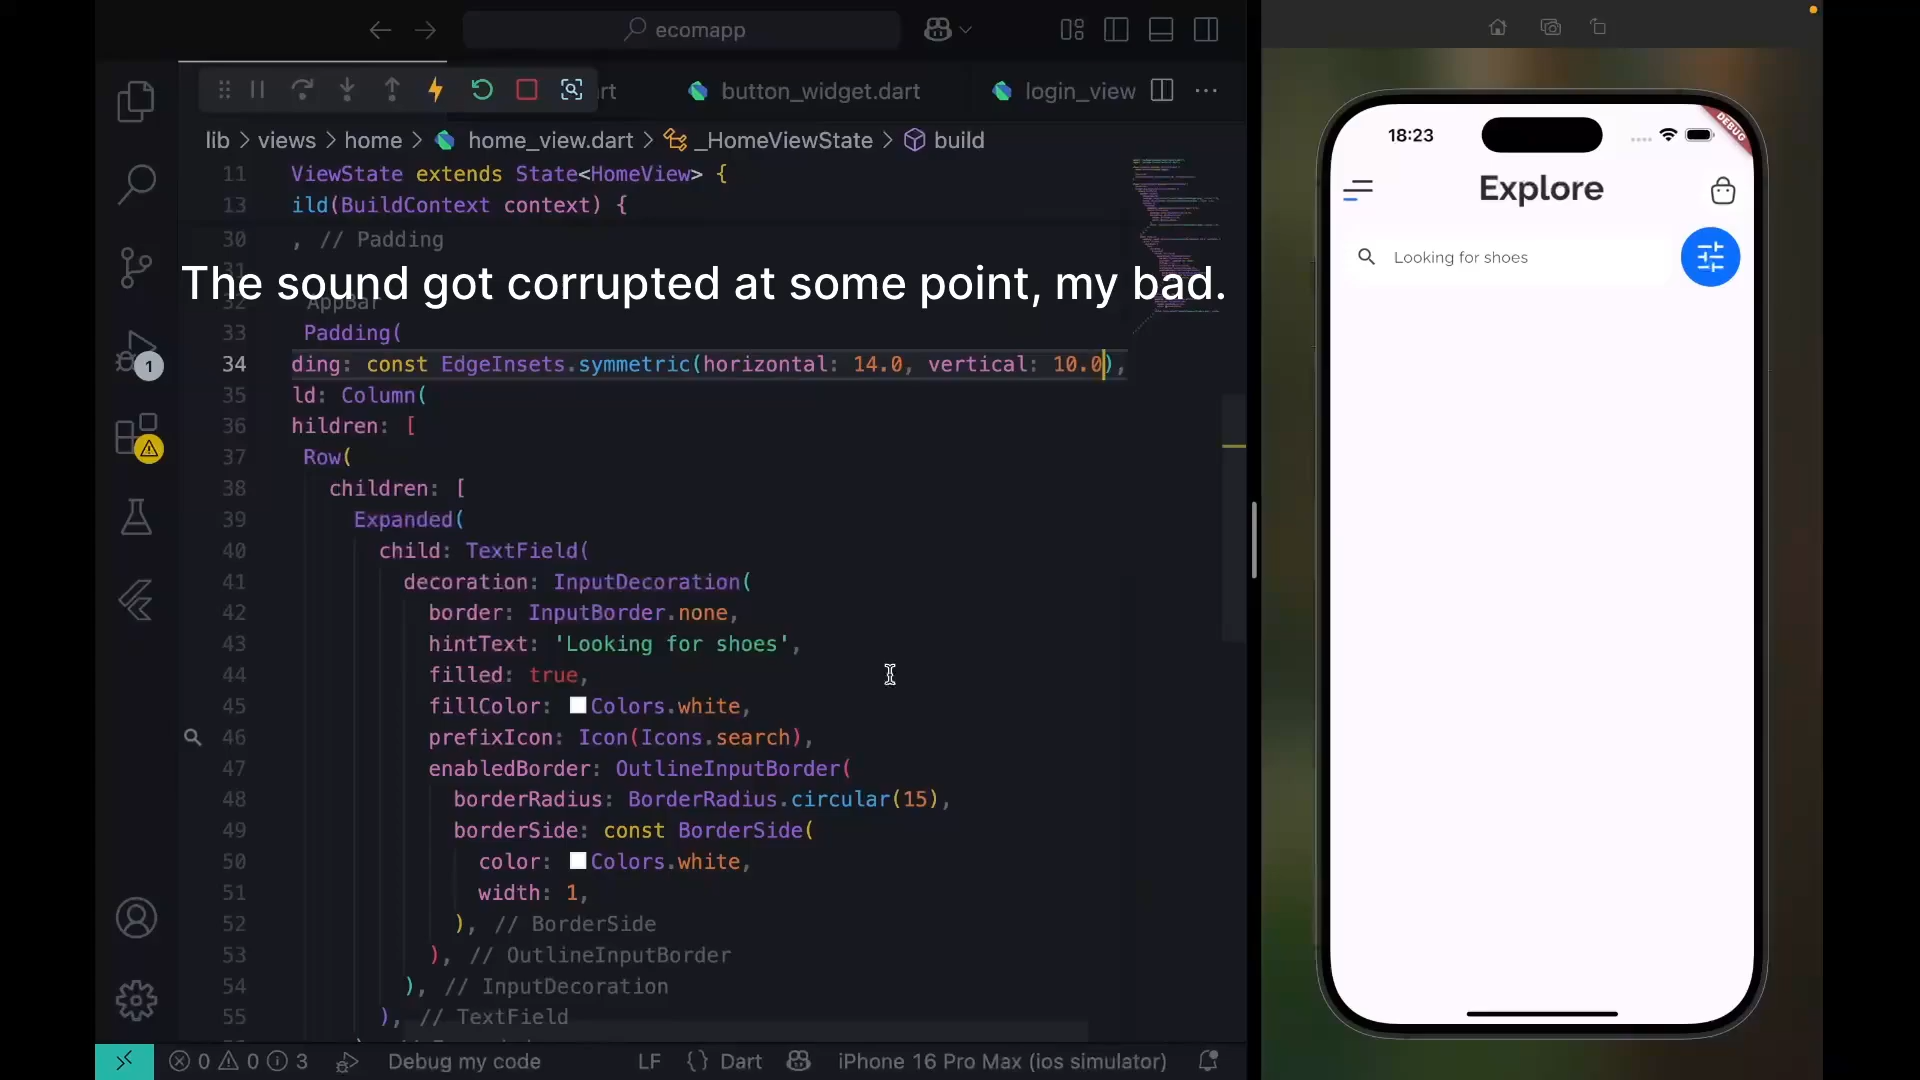 ecomapp
rt
button_widget.dart
login_view
lib > views > home > home_view.dart > _HomeViewState > build
11 ViewState extends State<HomeView> {
13 ild(BuildContext context) {
30 , // Padding
The sound got corrupted at some point, my bad.
AppBar
33 Padding(
34 ding: const EdgeInsets.symmetric(horizontal: 14.0, vertical: 10.0),
35 ld: Column(
36 hildren: [
37 Row(
38 children: [
39 Expanded(
40 child: TextField(
41 decoration: InputDecoration(
42 border: InputBorder.none,
43 hintText: 'Looking for shoes',
44 filled: true,
45 fillColor: Colors.white,
46 prefixIcon: Icon(Icons.search),
47 enabledBorder: OutlineInputBorder(
48 borderRadius: BorderRadius.circular(15),
49 borderSide: const BorderSide(
50 color: Colors.white,
51 width: 1,
52 ), // BorderSide
53 ), // OutlineInputBorder
54 ), // InputDecoration
55 ), // TextField
1
0 0 3
Debug my code
LF
{} Dart
iPhone 16 Pro Max (ios simulator)
18:23
DEBUG
Explore
Looking for shoes